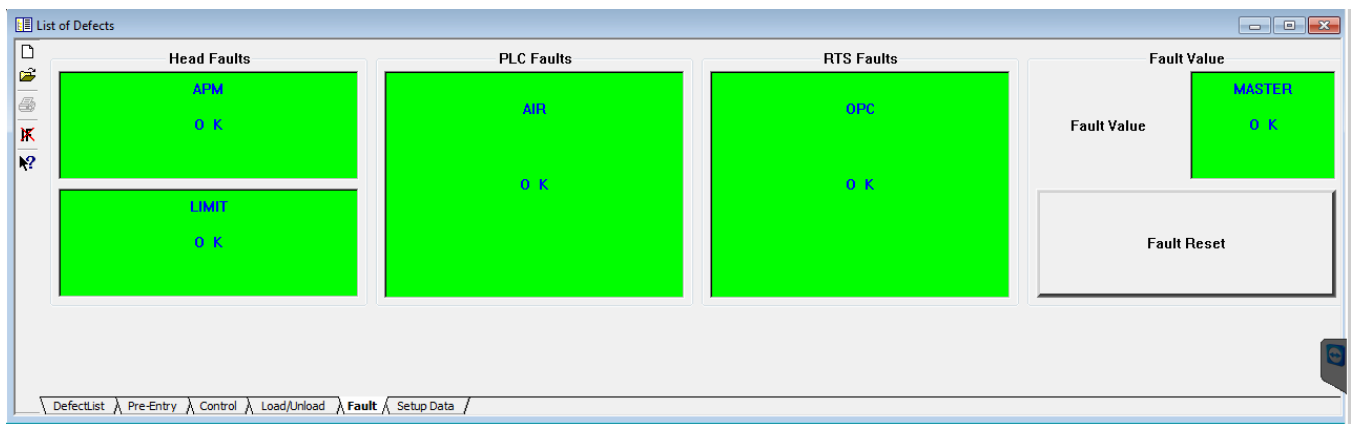 List of Defects
Head Faults
APM
O K
LIMIT
O K
PLC Faults
AIR
O K
RTS Faults
OPC
O K
Fault Value
Fault Value
MASTER
O K
Fault Reset
DefectList Pre-Entry Control Load/Unload Fault Setup Data